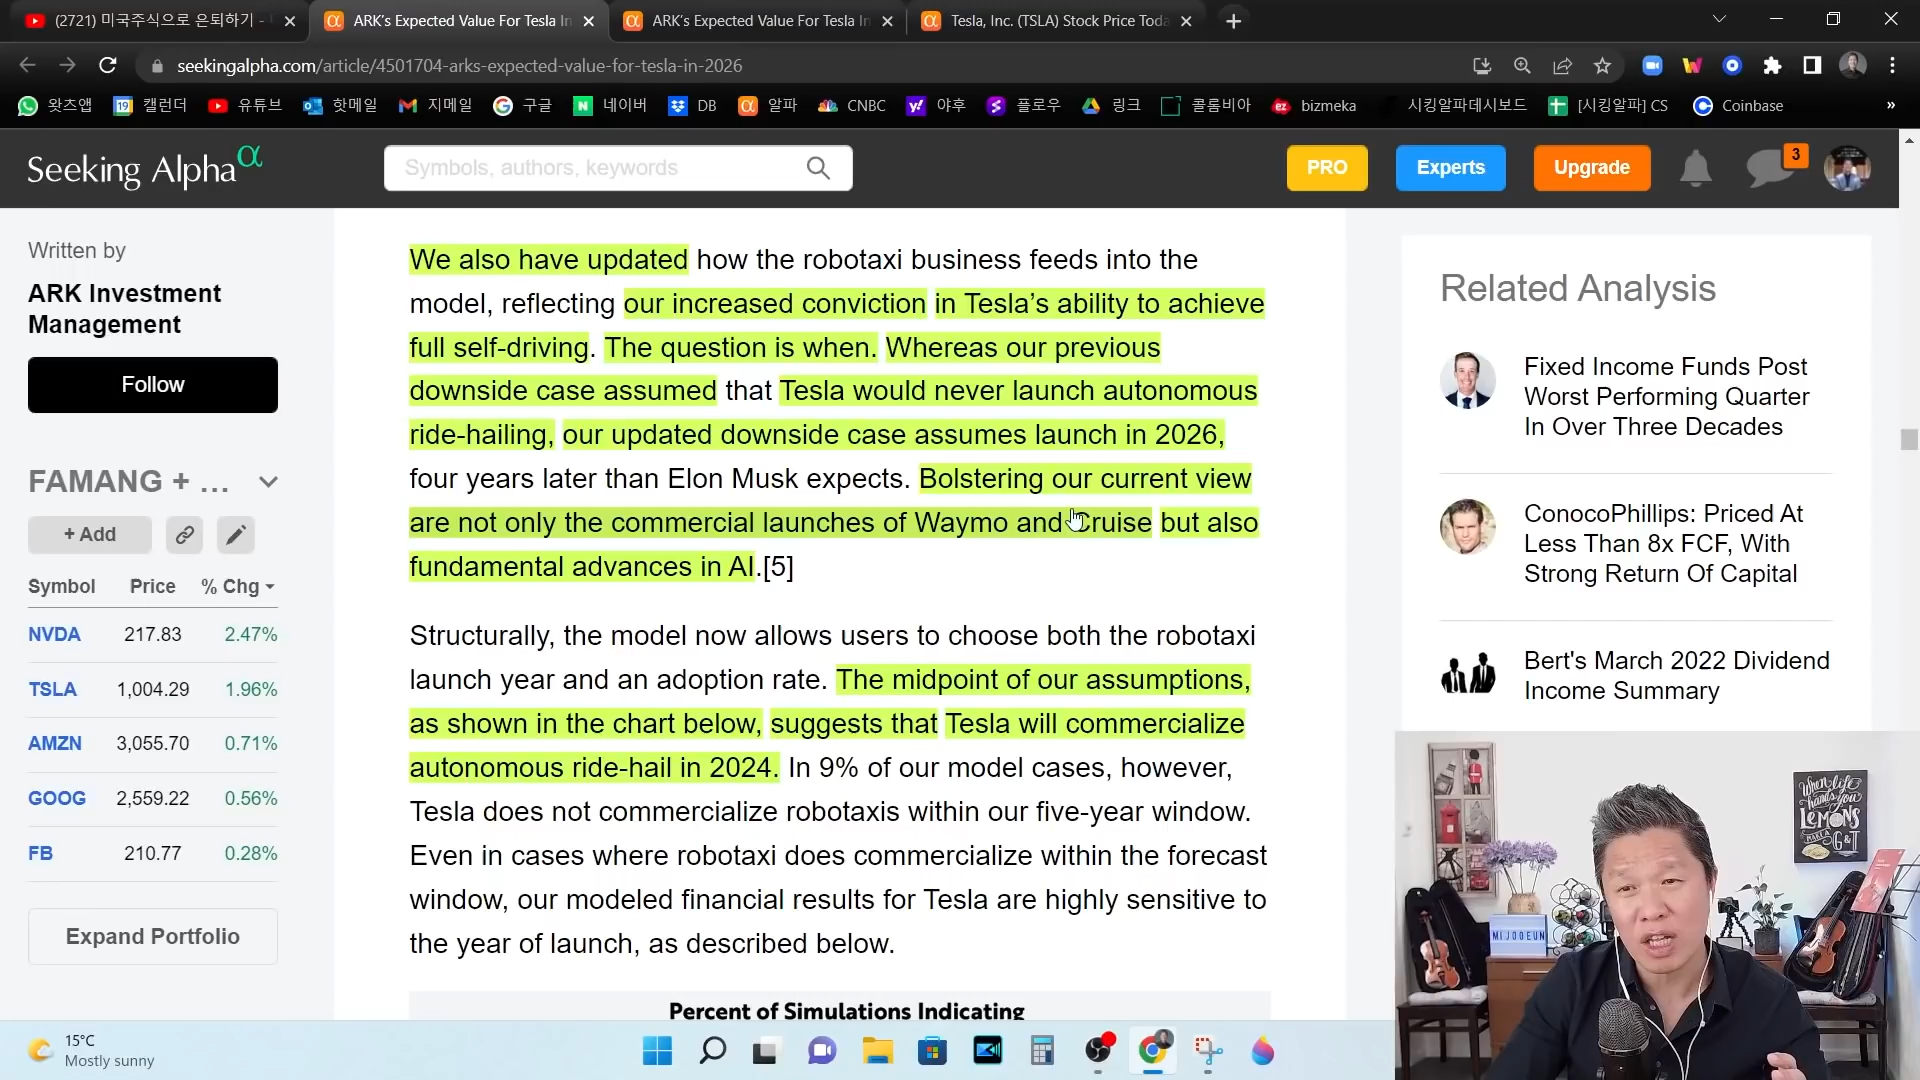 (2721) 미국주식으로 은퇴하기 -
ARK's Expected Value For Tesla In
ARK's Expected Value For Tesla In
Tesla, Inc. (TSLA) Stock Price Toda
seekingalpha.com/article/4501704-arks-expected-value-for-tesla-in-2026
왓츠앱
19 캘린더
유튜브
핫메일
지메일
구글
N 네이버
DB
알파
CNBC
y! 야후
플로우
링크
콜롬비아
ez bizmeka
시킹알파데시보드
[시킹알파] CS
Coinbase
»
Seeking Alpha α
Symbols, authors, keywords
PRO
Experts
Upgrade
3
Written by
ARK Investment
Management
Follow
FAMANG + ...
+ Add
Symbol Price % Chg
NVDA 217.83 2.47%
TSLA 1,004.29 1.96%
AMZN 3,055.70 0.71%
GOOG 2,559.22 0.56%
FB 210.77 0.28%
Expand Portfolio
We also have updated how the robotaxi business feeds into the
model, reflecting our increased conviction in Tesla's ability to achieve
full self-driving. The question is when. Whereas our previous
downside case assumed that Tesla would never launch autonomous
ride-hailing, our updated downside case assumes launch in 2026,
four years later than Elon Musk expects. Bolstering our current view
are not only the commercial launches of Waymo and Cruise but also
fundamental advances in AI.[5]
Structurally, the model now allows users to choose both the robotaxi
launch year and an adoption rate. The midpoint of our assumptions,
as shown in the chart below, suggests that Tesla will commercialize
autonomous ride-hail in 2024. In 9% of our model cases, however,
Tesla does not commercialize robotaxis within our five-year window.
Even in cases where robotaxi does commercialize within the forecast
window, our modeled financial results for Tesla are highly sensitive to
the year of launch, as described below.
Percent of Simulations Indicating
Related Analysis
Fixed Income Funds Post
Worst Performing Quarter
In Over Three Decades
ConocoPhillips: Priced At
Less Than 8x FCF, With
Strong Return Of Capital
Bert's March 2022 Dividend
Income Summary
When life
hands you
LEMONS
make a
G&T
MIJOOEUN
15°C
Mostly sunny